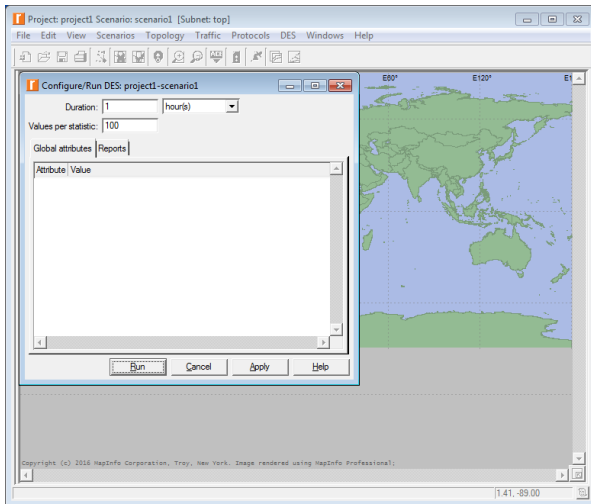 Project: project1 Scenario: scenario1 [Subnet: top]
File Edit View Scenarios Topology Traffic Protocols DES Windows Help
Configure/Run DES: project1-scenario1
E60° E120° E1
Duration: 1 hour(s)
Values per statistic: 100
Global attributes Reports
Attribute Value
Run Cancel Apply Help
Copyright (c) 2016 MapInfo Corporation, Troy, New York. Image rendered using MapInfo Professional;
1.41, -89.00